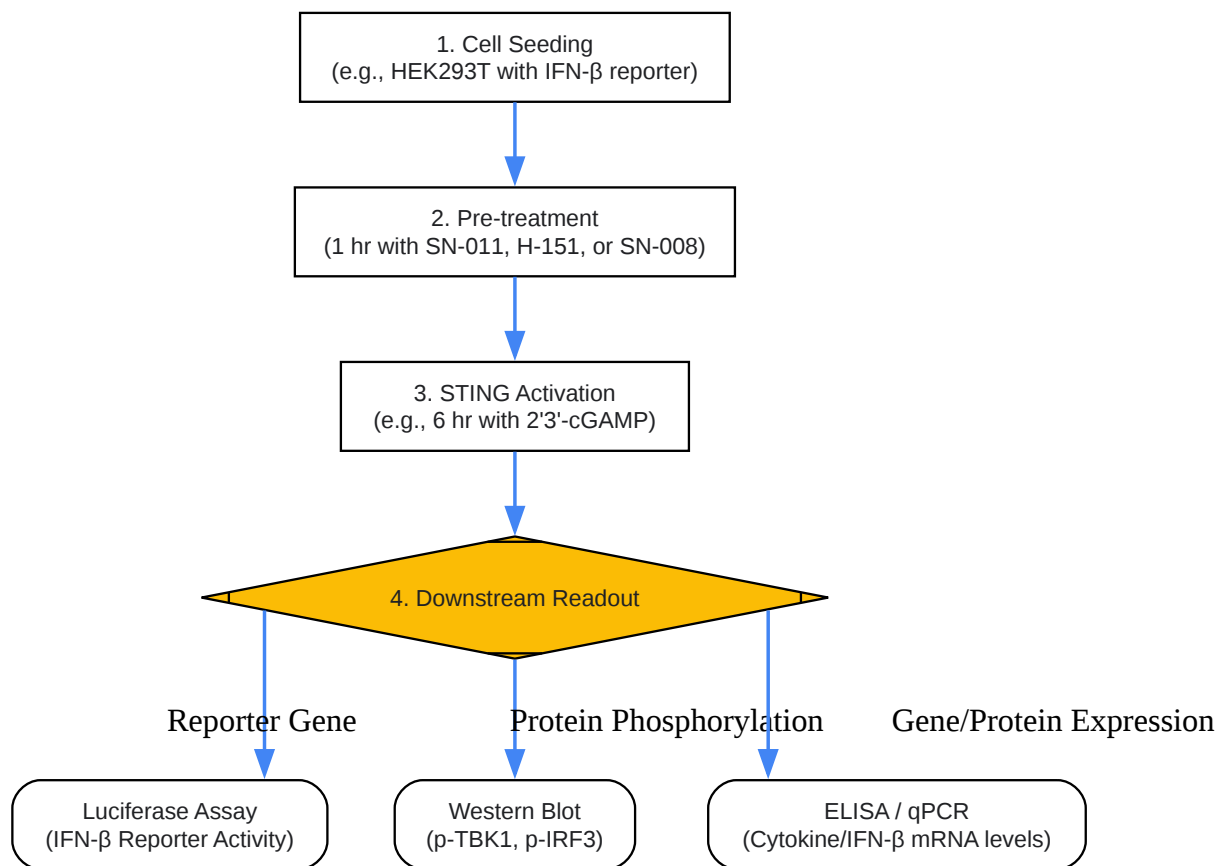 1. Cell Seeding
(e.g., HEK293T with IFN-β reporter)
2. Pre-treatment
(1 hr with SN-011, H-151, or SN-008)
3. STING Activation
(e.g., 6 hr with 2'3'-cGAMP)
4. Downstream Readout
Reporter Gene
Protein Phosphorylation
Gene/Protein Expression
Luciferase Assay
(IFN-β Reporter Activity)
Western Blot
(p-TBK1, p-IRF3)
ELISA / qPCR
(Cytokine/IFN-β mRNA levels)